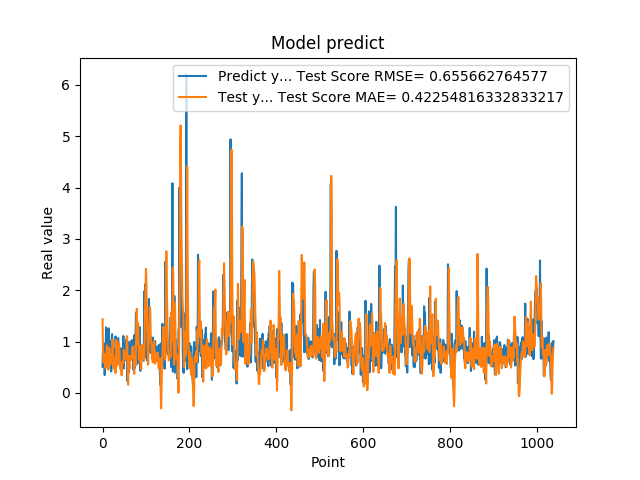 Model predict
Predict y... Test Score RMSE= 0.655662764577
Test y... Test Score MAE= 0.42254816332833217
6
5
4
3
2
1
0
Real value
0 200 400 600 800 1000
Point